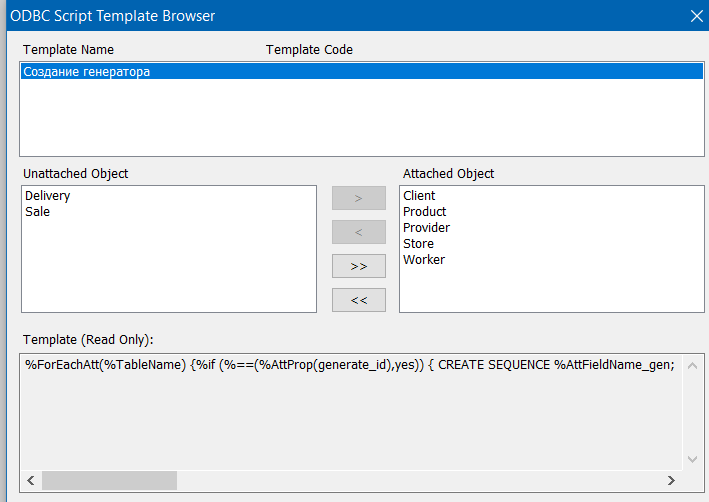 ODBC Script Template Browser
Template Name Template Code
Создание генератора
Unattached Object
Delivery
Sale
>
<
>>
<<
Attached Object
Client
Product
Provider
Store
Worker
Template (Read Only):
%ForEachAtt(%TableName) {%if (%==(%AttProp(generate_id),yes)) { CREATE SEQUENCE %AttFieldName_gen;